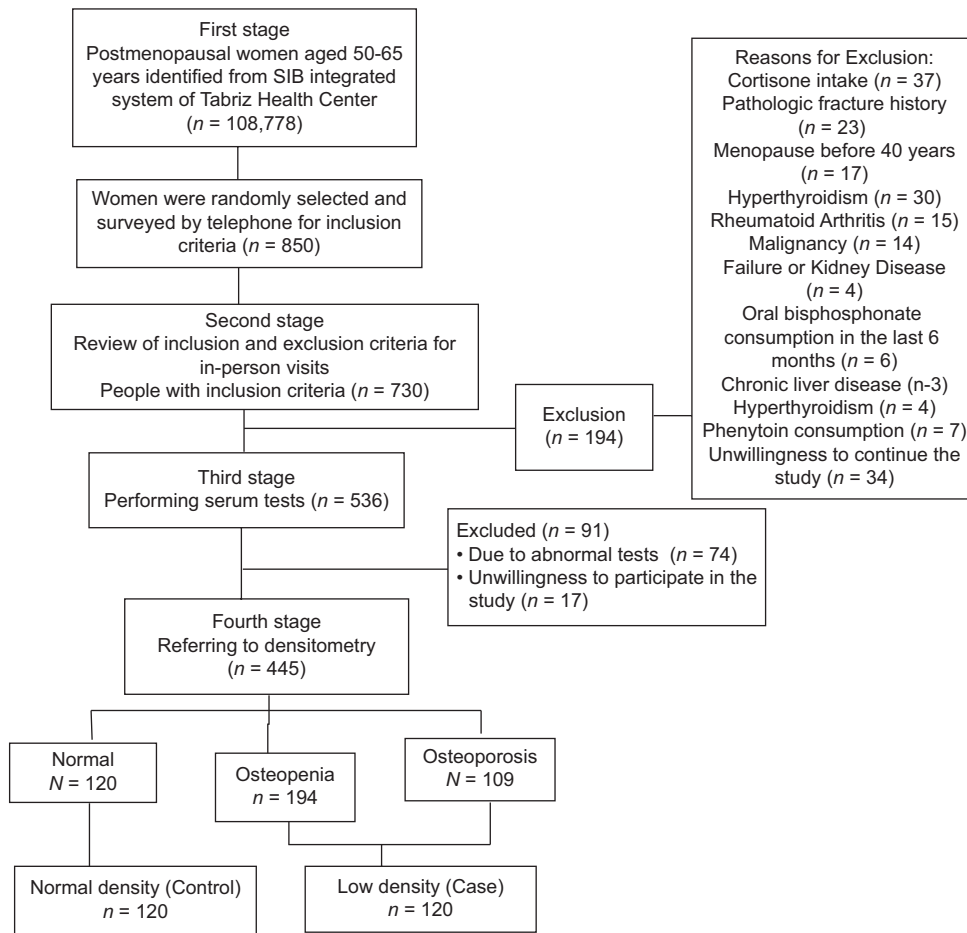 First stage
Postmenopausal women aged 50-65
years identified from SIB integrated
system of Tabriz Health Center
(n = 108,778)
Women were randomly selected and
surveyed by telephone for inclusion
criteria (n = 850)
Second stage
Review of inclusion and exclusion criteria for
in-person visits
People with inclusion criteria (n = 730)
Exclusion
(n = 194)
Reasons for Exclusion:
Cortisone intake (n = 37)
Pathologic fracture history
(n = 23)
Menopause before 40 years
(n = 17)
Hyperthyroidism (n = 30)
Rheumatoid Arthritis (n = 15)
Malignancy (n = 14)
Failure or Kidney Disease
(n = 4)
Oral bisphosphonate
consumption in the last 6
months (n = 6)
Chronic liver disease (n-3)
Hyperthyroidism (n = 4)
Phenytoin consumption (n = 7)
Unwillingness to continue the
study (n = 34)
Third stage
Performing serum tests (n = 536)
Excluded (n = 91)
• Due to abnormal tests (n = 74)
• Unwillingness to participate in the
study (n = 17)
Fourth stage
Referring to densitometry
(n = 445)
Normal
N = 120
Osteopenia
n = 194
Osteoporosis
N = 109
Normal density (Control)
n = 120
Low density (Case)
n = 120